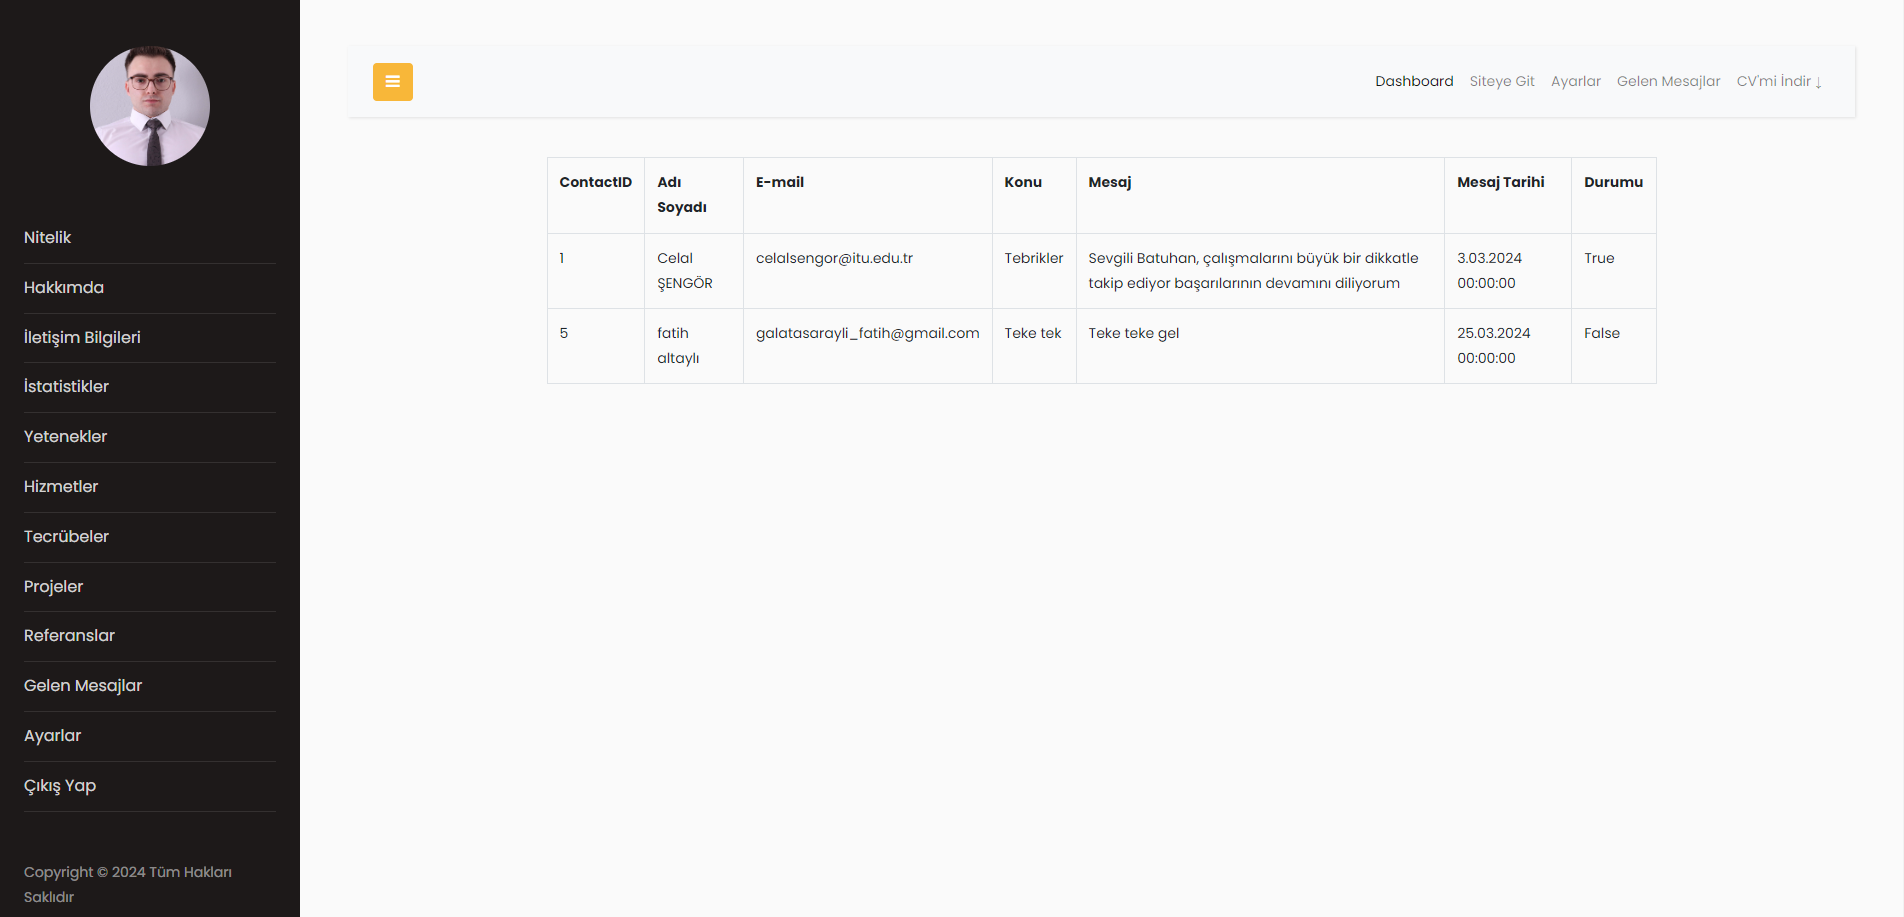 Nitelik
Hakkımda
İletişim Bilgileri
İstatistikler
Yetenekler
Hizmetler
Tecrübeler
Projeler
Referanslar
Gelen Mesajlar
Ayarlar
Çıkış Yap
Copyright © 2024 Tüm Hakları
Saklıdır
Dashboard Siteye Git Ayarlar Gelen Mesajlar CV'mi İndir ↓
ContactID Adı Soyadı E-mail Konu Mesaj Mesaj Tarihi Durumu
1 Celal ŞENGÖR celalsengor@itu.edu.tr Tebrikler Sevgili Batuhan, çalışmalarını büyük bir dikkatle takip ediyor başarılarının devamını diliyorum 3.03.2024 00:00:00 True
5 fatih altaylı galatasarayli_fatih@gmail.com Teke tek Teke teke gel 25.03.2024 00:00:00 False